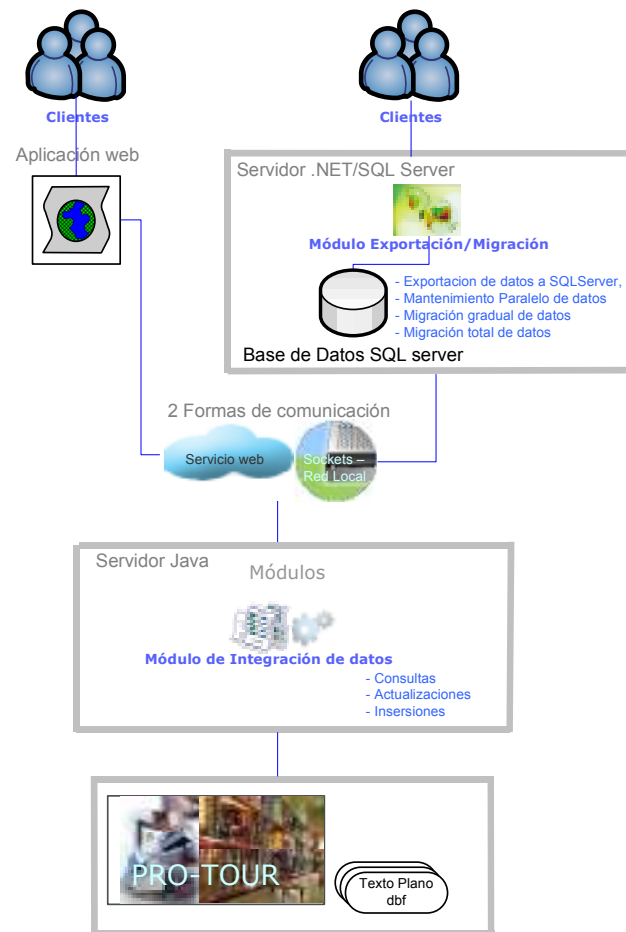 Clientes
Clientes
Aplicación web
Servidor .NET/SQL Server
Módulo Exportación/Migración
- Exportacion de datos a SQLServer,
- Mantenimiento Paralelo de datos
- Migración gradual de datos
- Migración total de datos
Base de Datos SQL server
2 Formas de comunicación
Servicio web
Sockets –
Red Local
Servidor Java
Módulos
Módulo de Integración de datos
- Consultas
- Actualizaciones
- Insersiones
PRO-TOUR
Texto Plano
dbf